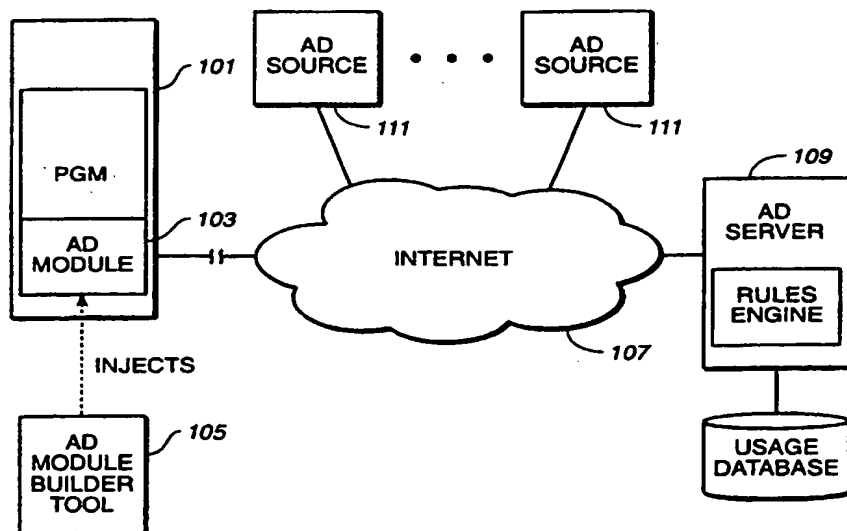 101
PGM
103
AD
MODULE
INJECTS
105
AD
MODULE
BUILDER
TOOL
AD
SOURCE
111
AD
SOURCE
111
INTERNET
107
109
AD
SERVER
RULES
ENGINE
USAGE
DATABASE